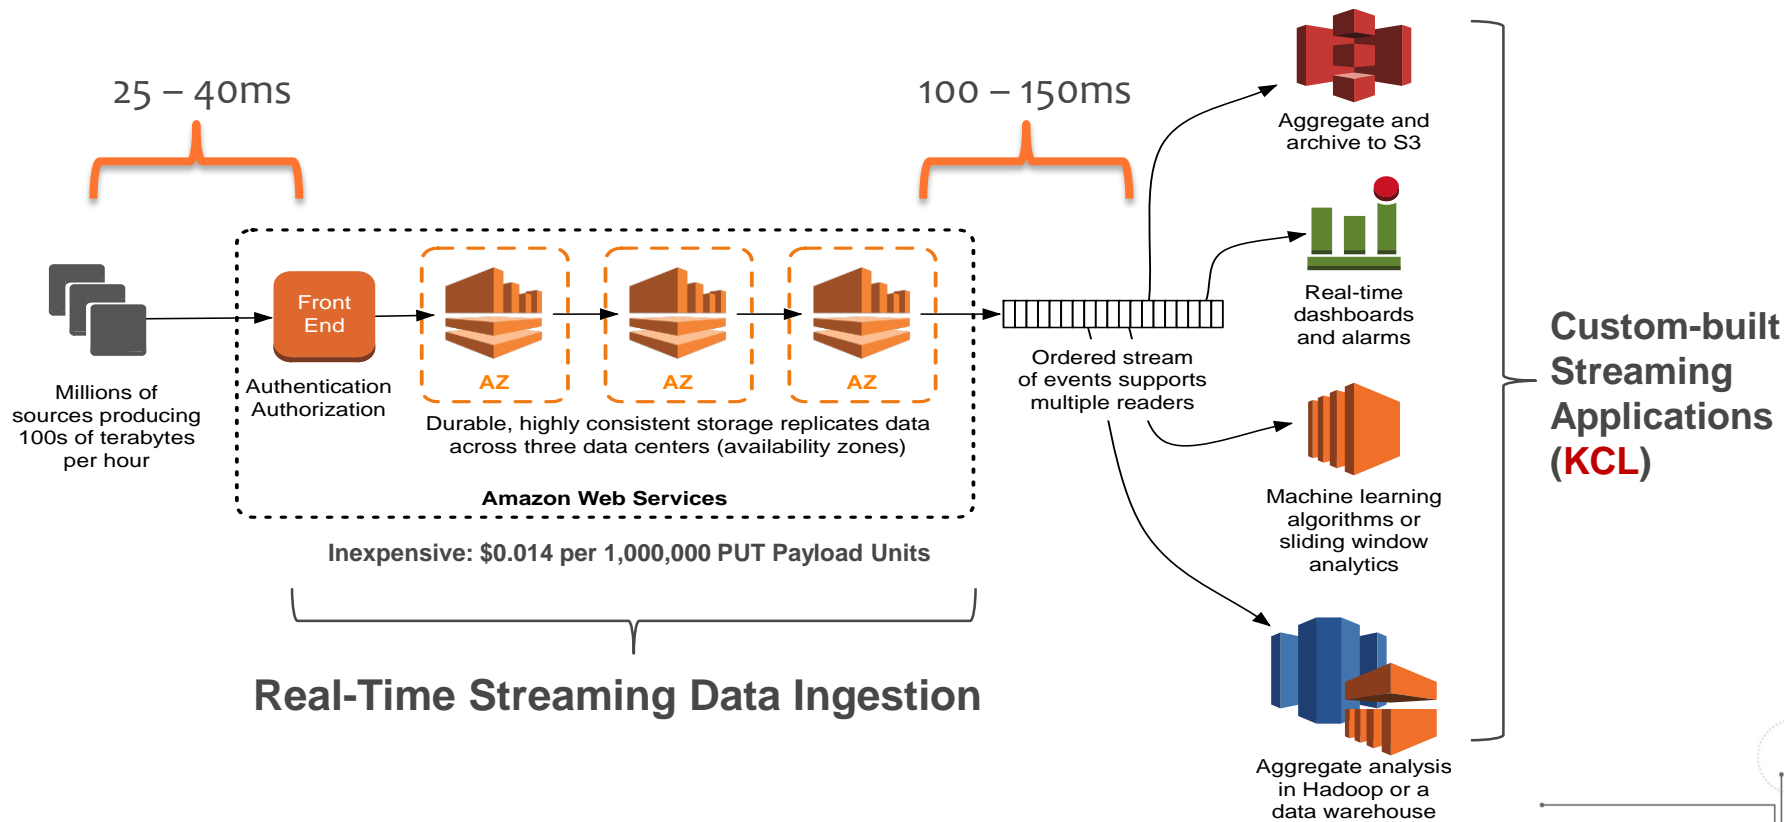 25 – 40ms
100 – 150ms
Millions of
sources producing
100s of terabytes
per hour
Front
End
Authentication
Authorization
AZ
AZ
AZ
Durable, highly consistent storage replicates data
across three data centers (availability zones)
Amazon Web Services
Inexpensive: $0.014 per 1,000,000 PUT Payload Units
Real-Time Streaming Data Ingestion
Ordered stream
of events supports
multiple readers
Aggregate and
archive to S3
Real-time
dashboards
and alarms
Machine learning
algorithms or
sliding window
analytics
Aggregate analysis
in Hadoop or a
data warehouse
Custom-built
Streaming
Applications
(KCL)